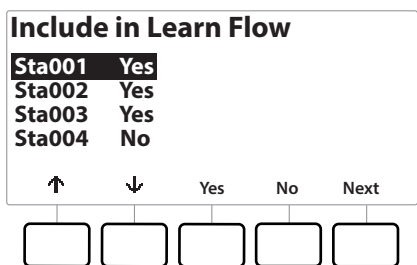 Include in Learn Flow
Sta001 Yes
Sta002 Yes
Sta003 Yes
Sta004 No
↑ ↓ Yes No Next